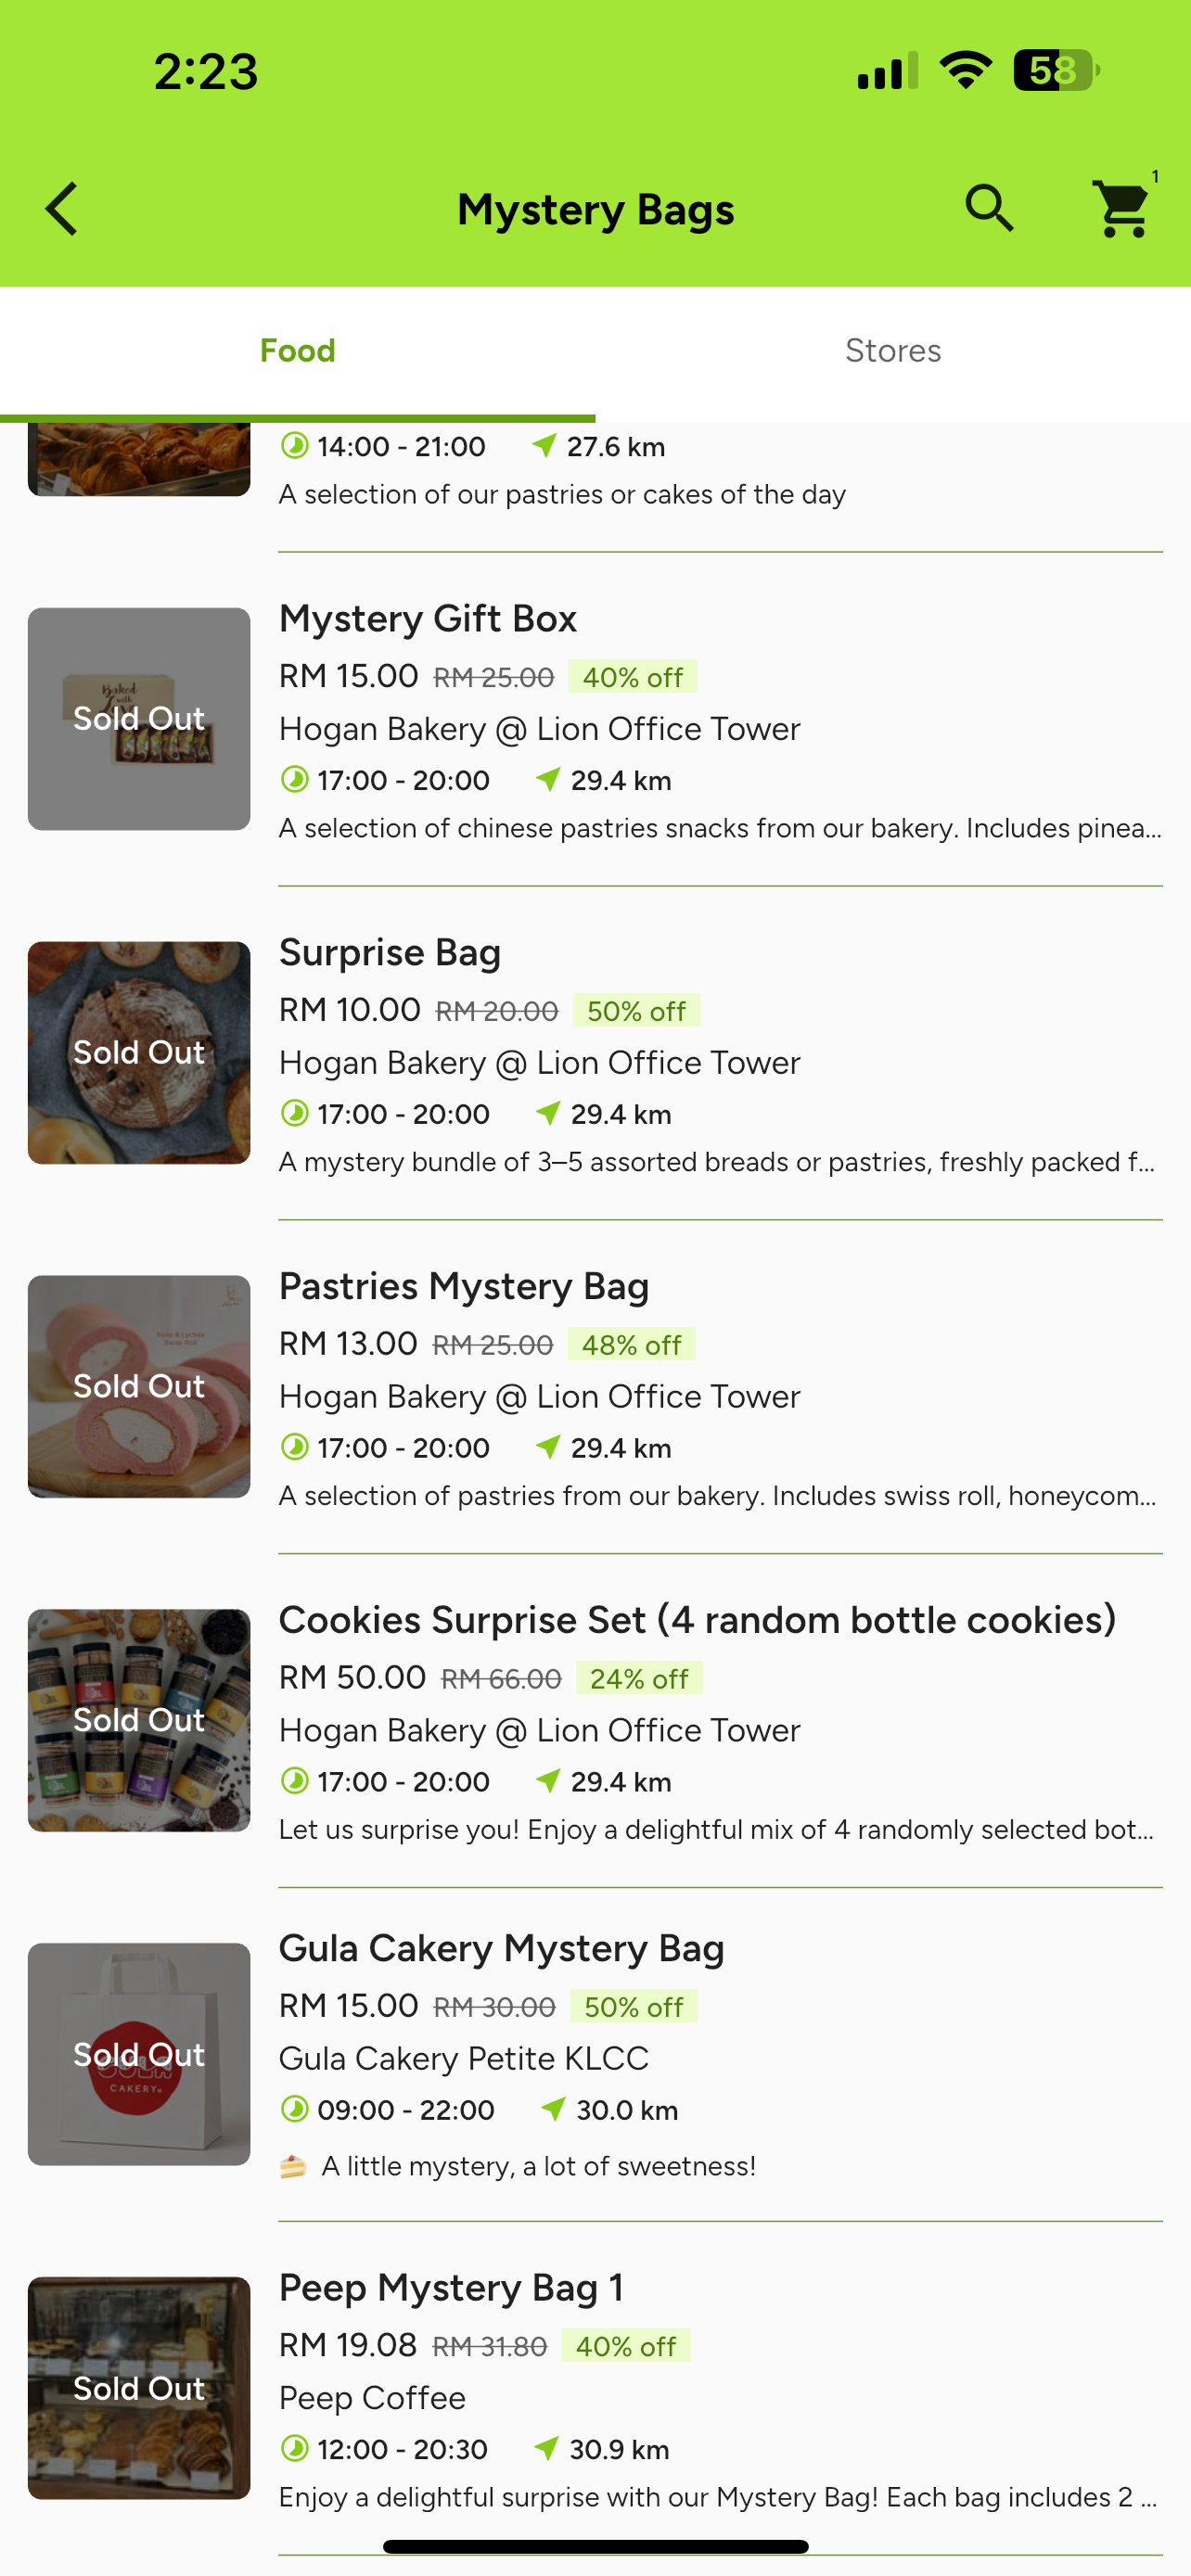 2:23
58
Mystery Bags
1
Food
Stores
14:00 - 21:00
27.6 km
A selection of our pastries or cakes of the day
Baked
with
Sold Out
Mystery Gift Box
RM 15.00 RM 25.00 40% off
Hogan Bakery @ Lion Office Tower
17:00 - 20:00
29.4 km
A selection of chinese pastries snacks from our bakery. Includes pinea...
Sold Out
Surprise Bag
RM 10.00 RM 20.00 50% off
Hogan Bakery @ Lion Office Tower
17:00 - 20:00
29.4 km
A mystery bundle of 3–5 assorted breads or pastries, freshly packed f...
Rose & Lychee
Swiss Roll
Sold Out
Pastries Mystery Bag
RM 13.00 RM 25.00 48% off
Hogan Bakery @ Lion Office Tower
17:00 - 20:00
29.4 km
A selection of pastries from our bakery. Includes swiss roll, honeycom...
Sold Out
Cookies Surprise Set (4 random bottle cookies)
RM 50.00 RM 66.00 24% off
Hogan Bakery @ Lion Office Tower
17:00 - 20:00
29.4 km
Let us surprise you! Enjoy a delightful mix of 4 randomly selected bot...
Sold Out
GULA
CAKERY
Gula Cakery Mystery Bag
RM 15.00 RM 30.00 50% off
Gula Cakery Petite KLCC
09:00 - 22:00
30.0 km
🍰 A little mystery, a lot of sweetness!
Sold Out
Peep Mystery Bag 1
RM 19.08 RM 31.80 40% off
Peep Coffee
12:00 - 20:30
30.9 km
Enjoy a delightful surprise with our Mystery Bag! Each bag includes 2 ...